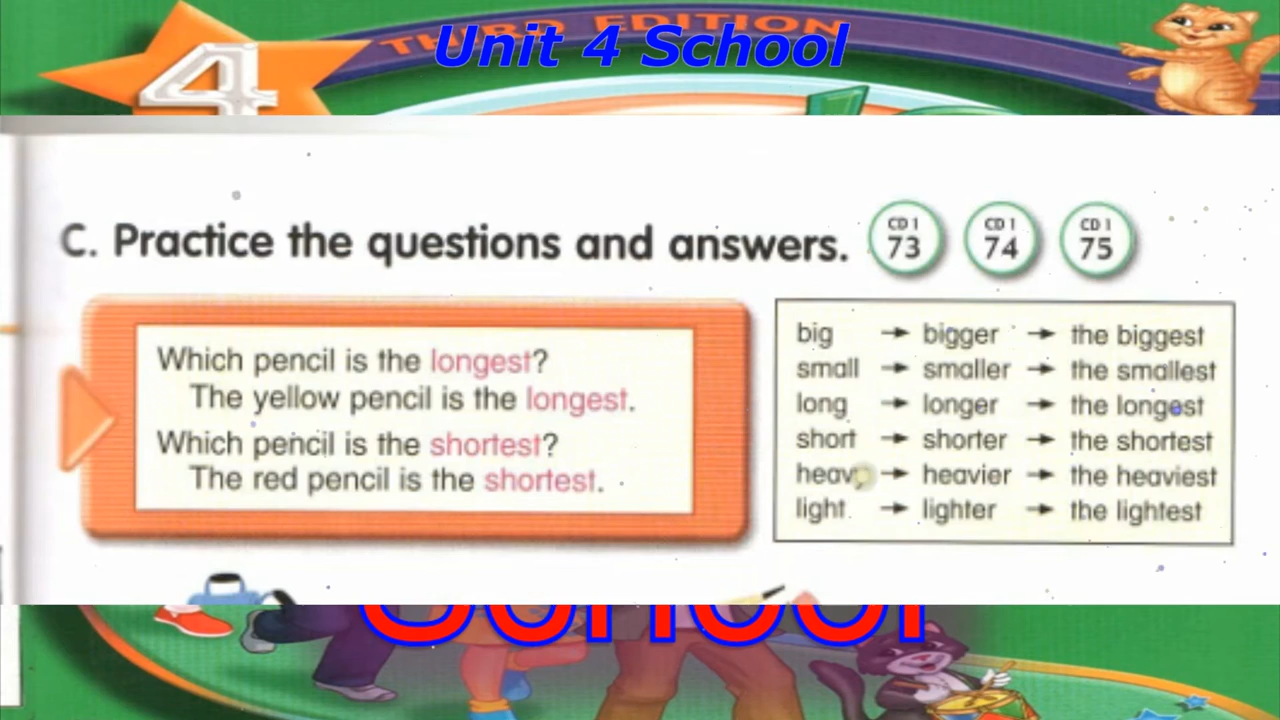 4
THIRD EDITION
Unit 4 School
C. Practice the questions and answers.
CD 1
73
CD 1
74
CD 1
75
Which pencil is the longest?
The yellow pencil is the longest.
Which pencil is the shortest?
The red pencil is the shortest.
big → bigger → the biggest
small → smaller → the smallest
long → longer → the longest
short → shorter → the shortest
heavy → heavier → the heaviest
light → lighter → the lightest
School